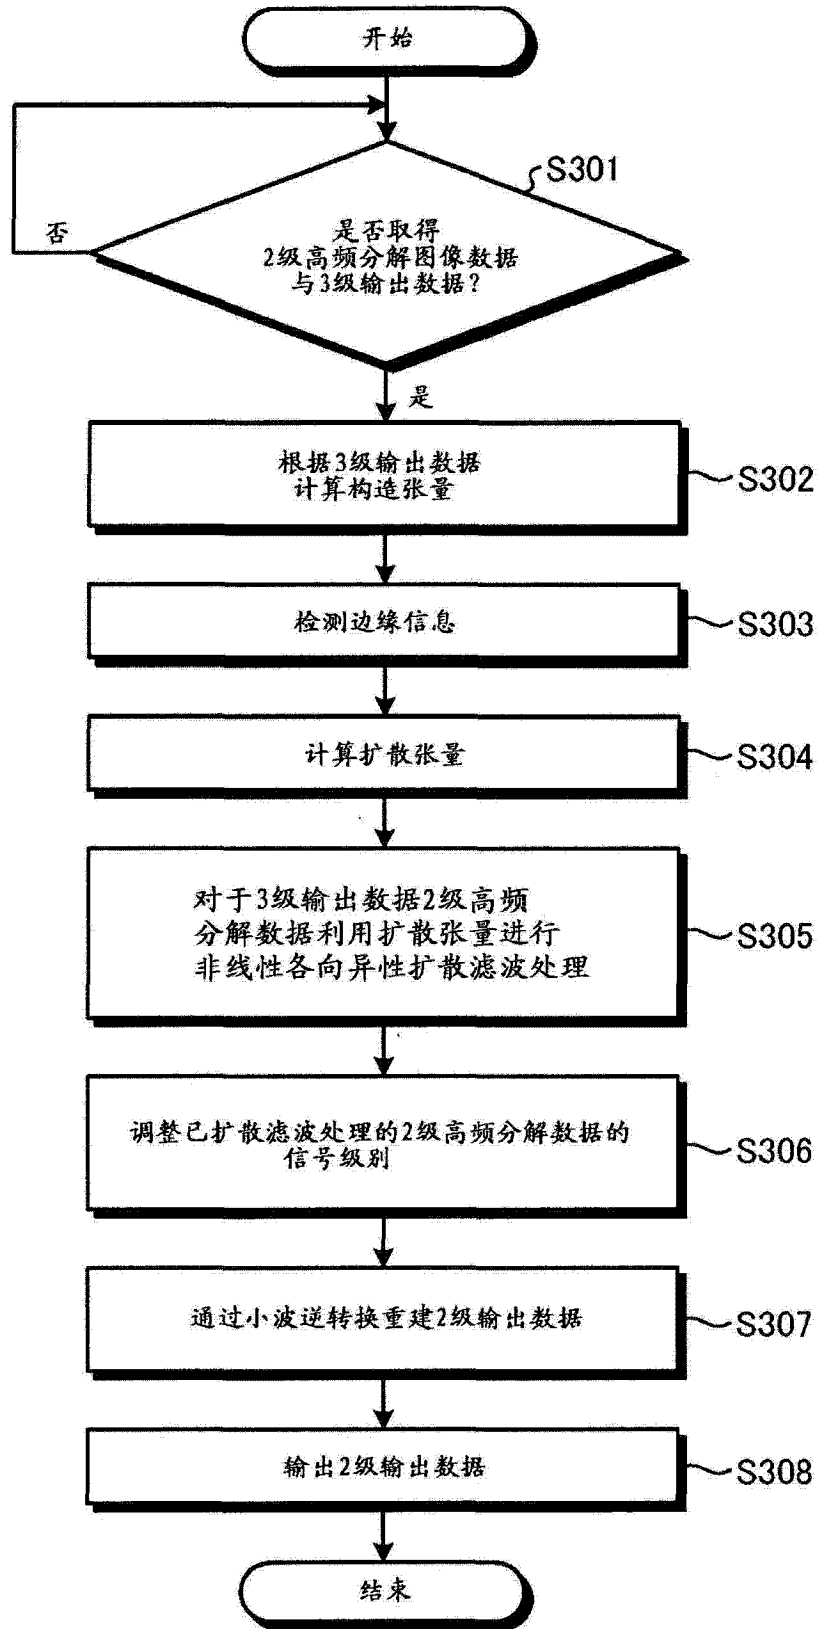 开始
S301
否
是否取得
2级高频分解图像数据
与3级输出数据?
是
根据3级输出数据
计算构造张量
S302
检测边缘信息
S303
计算扩散张量
S304
对于3级输出数据2级高频
分解数据利用扩散张量进行
非线性各向异性扩散滤波处理
S305
调整已扩散滤波处理的2级高频分解数据的
信号级别
S306
通过小波逆转换重建2级输出数据
S307
输出2级输出数据
S308
结束